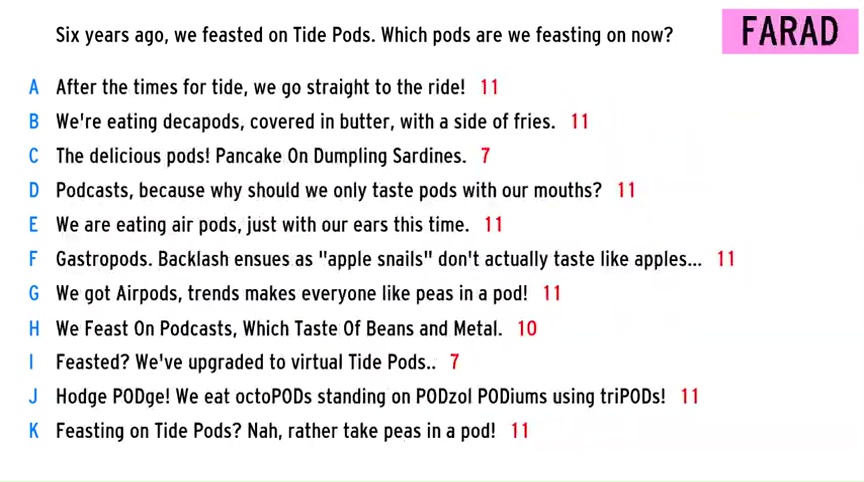 Six years ago, we feasted on Tide Pods. Which pods are we feasting on now?
FARAD
A After the times for tide, we go straight to the ride! 11
B We're eating decapods, covered in butter, with a side of fries. 11
C The delicious pods! Pancake On Dumpling Sardines. 7
D Podcasts, because why should we only taste pods with our mouths? 11
E We are eating air pods, just with our ears this time. 11
F Gastropods. Backlash ensues as "apple snails" don't actually taste like apples... 11
G We got Airpods, trends makes everyone like peas in a pod! 11
H We Feast On Podcasts, Which Taste Of Beans and Metal. 10
I Feasted? We've upgraded to virtual Tide Pods.. 7
J Hodge PODge! We eat octoPODs standing on PODzol PODiums using triPODs! 11
K Feasting on Tide Pods? Nah, rather take peas in a pod! 11